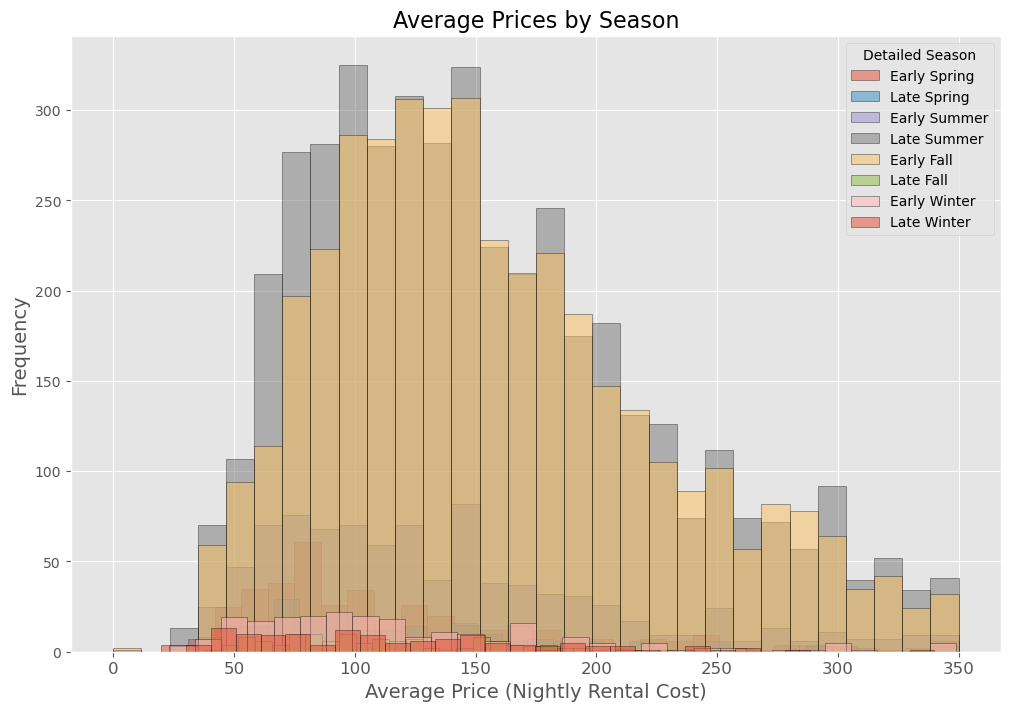 Average Prices by Season
Detailed Season
Early Spring
Late Spring
Early Summer
Late Summer
Early Fall
Late Fall
Early Winter
Late Winter
Frequency
300
250
200
150
100
50
0
0 50 100 150 200 250 300 350
Average Price (Nightly Rental Cost)